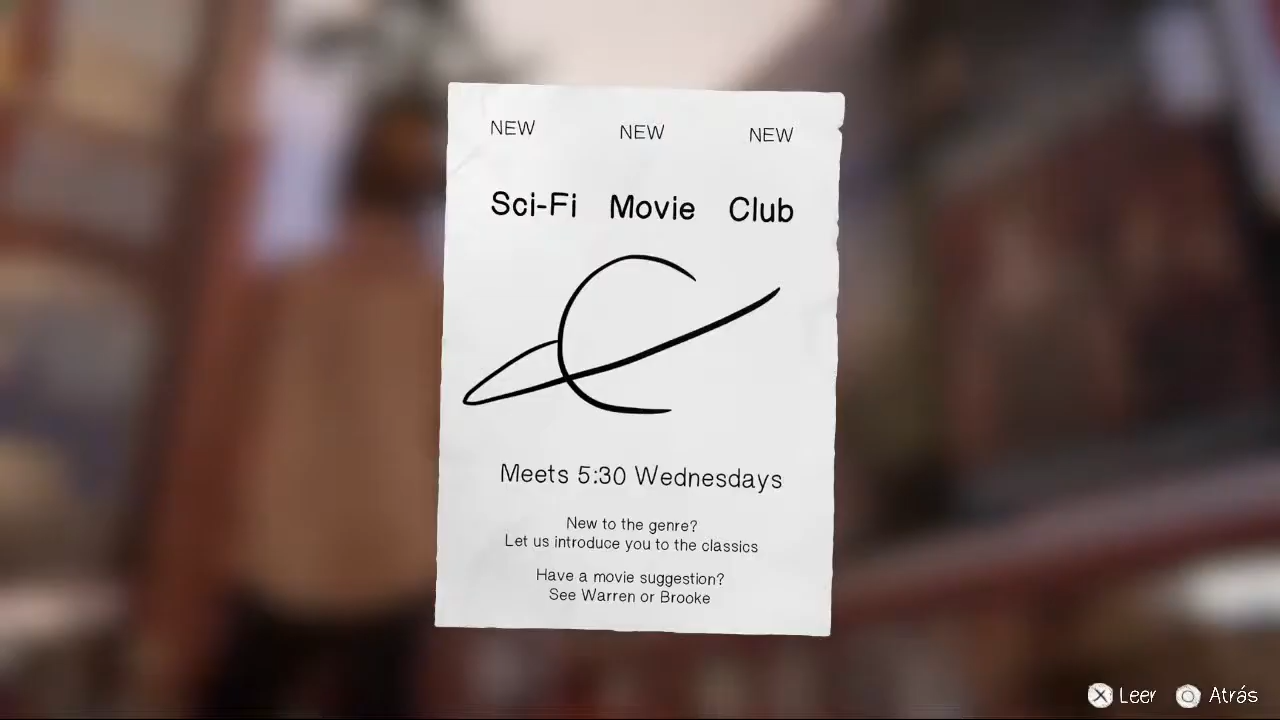 NEW NEW NEW
Sci-Fi Movie Club
Meets 5:30 Wednesdays
New to the genre?
Let us introduce you to the classics
Have a movie suggestion?
See Warren or Brooke
Leer Atrás